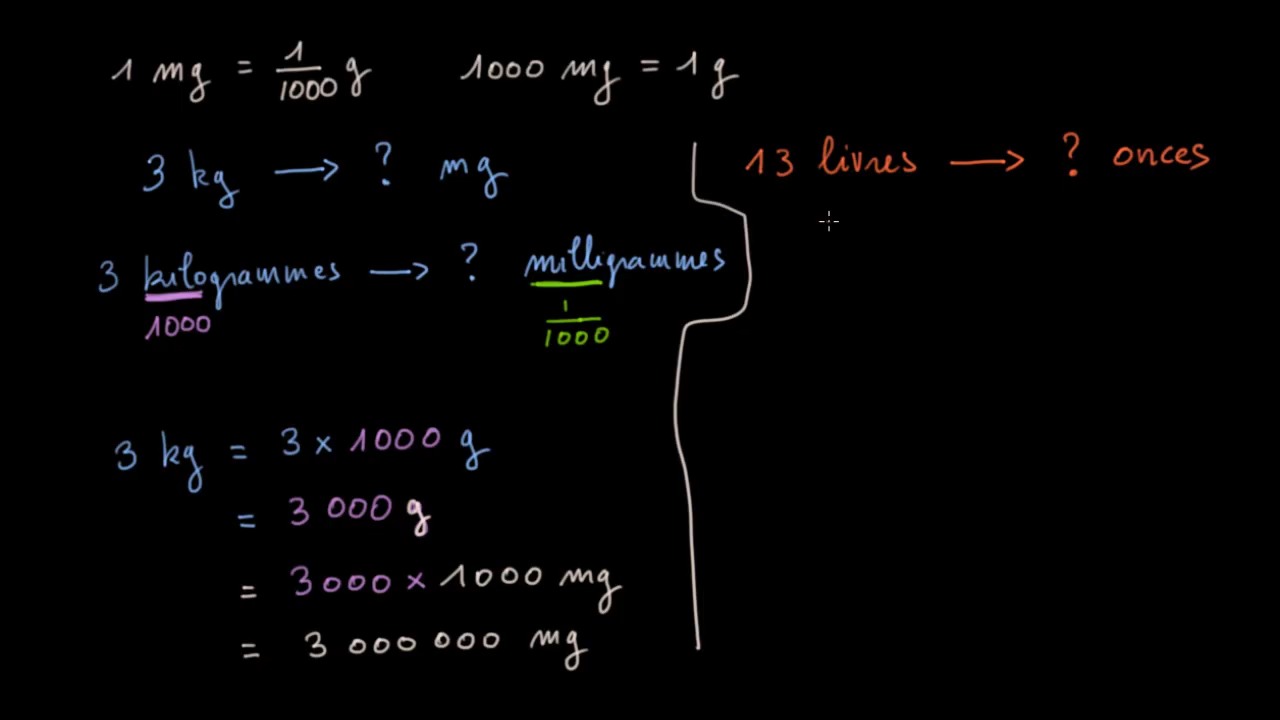 1 mg = 1/1000 g 1000 mg = 1 g
3 kg → ? mg
3 kilogrammes → ? milligrammes
1000 1/1000
3 kg = 3 × 1000 g
= 3 000 g
= 3000 × 1000 mg
= 3 000 000 mg
13 livres → ? onces